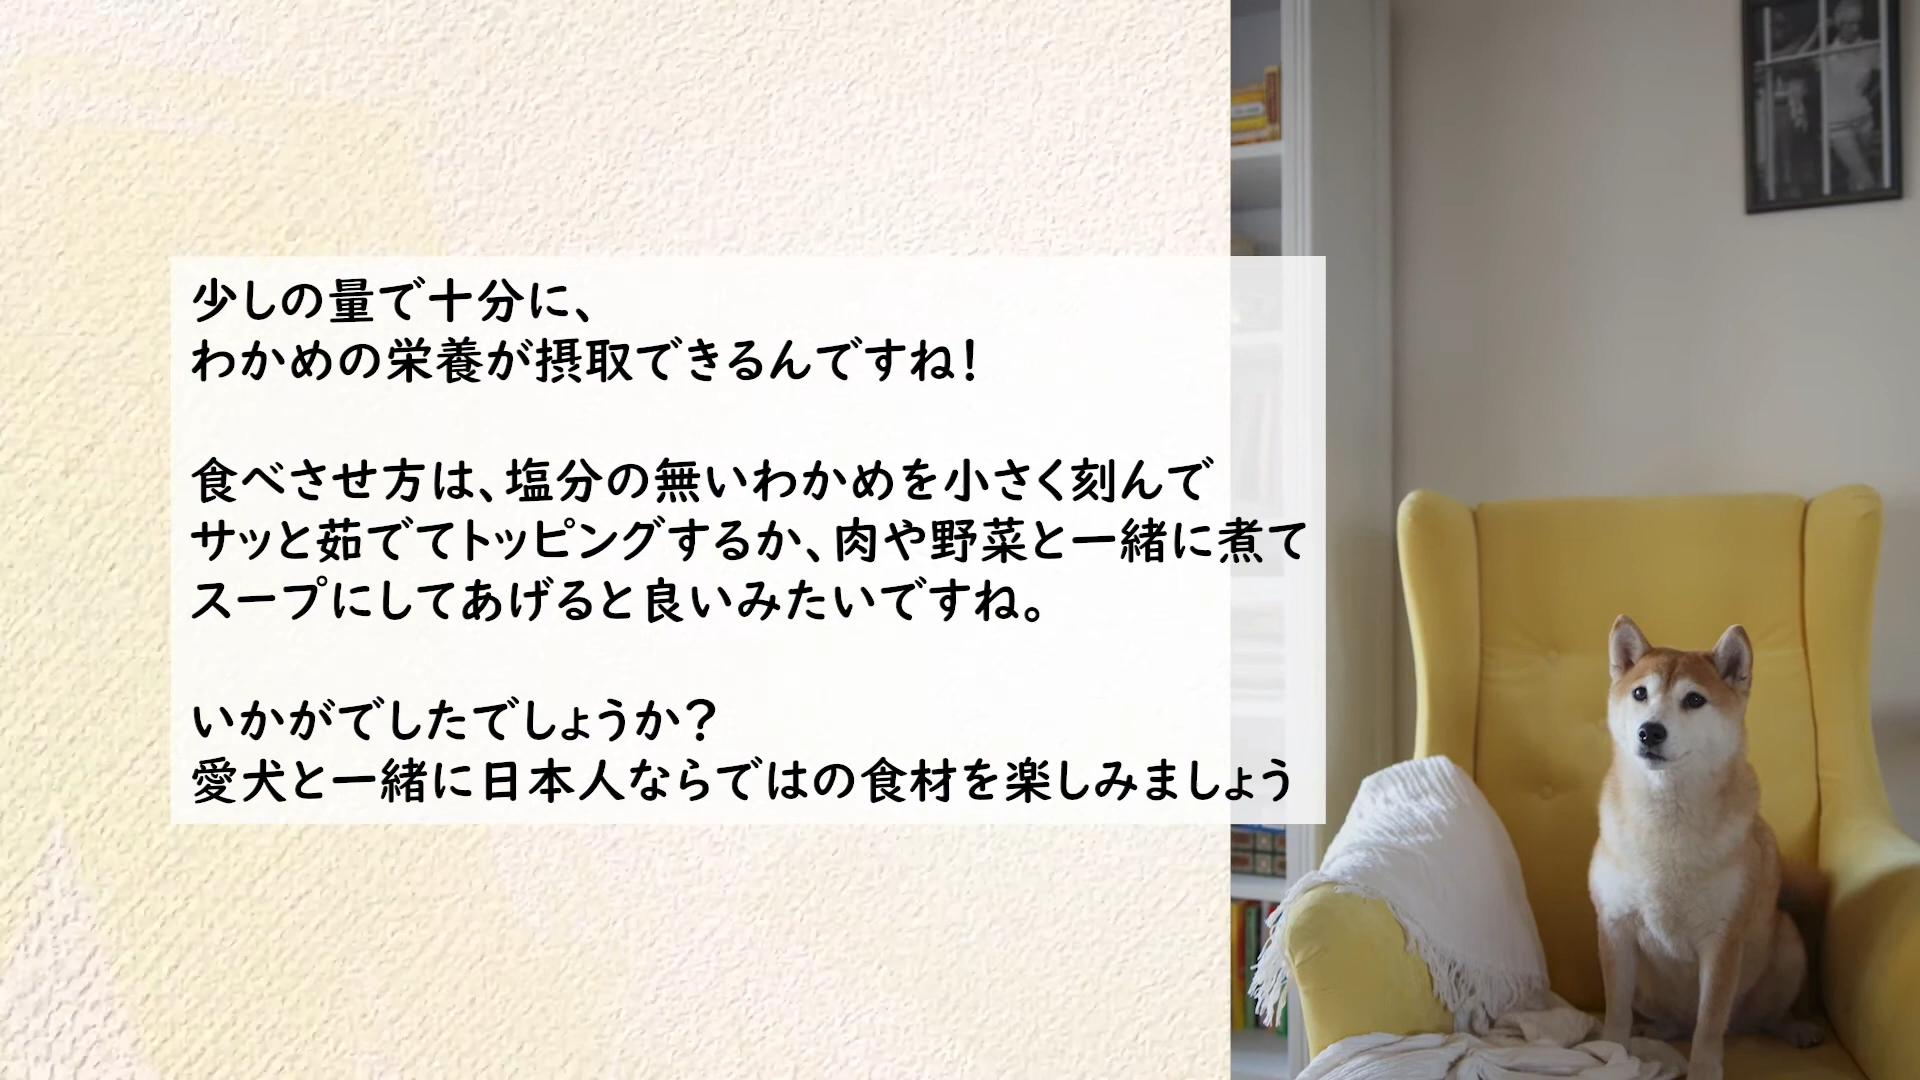 少しの量で十分に、
わかめの栄養が摂取できるんですね！
食べさせ方は、塩分の無いわかめを小さく刻んで
サッと茹でてトッピングするか、肉や野菜と一緒に煮て
スープにしてあげると良いみたいですね。
いかがでしたでしょうか？
愛犬と一緒に日本人ならではの食材を楽しみましょう